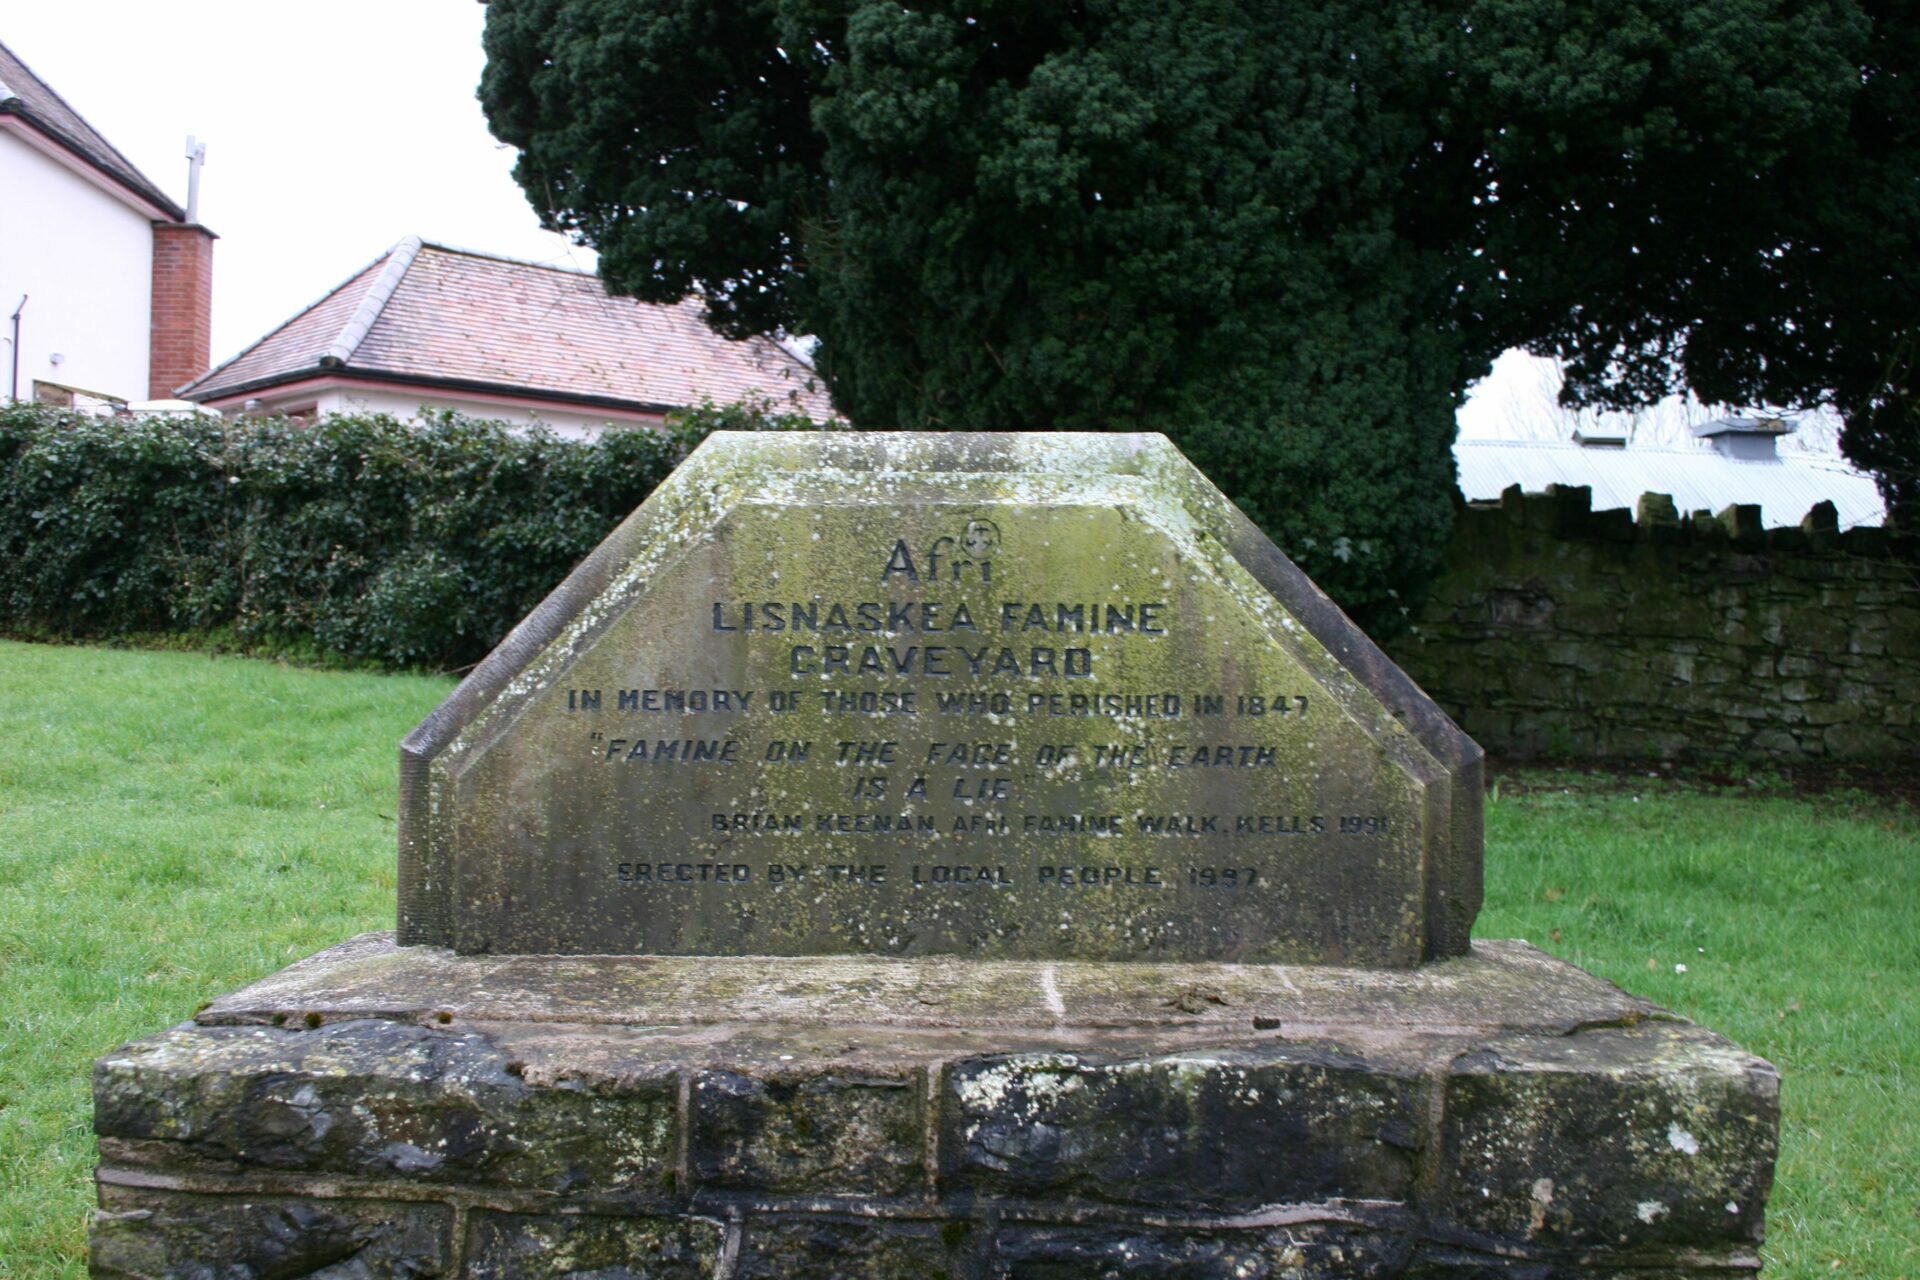 Afri
LISNASKEA FAMINE
GRAVEYARD
IN MEMORY OF THOSE WHO PERISHED IN 1847
"FAMINE ON THE FACE OF THE EARTH
IS A LIE"
-BRIAN KEENAN, AFrI FAMINE WALK, KELLS 1991.
ERECTED BY THE LOCAL PEOPLE 1997